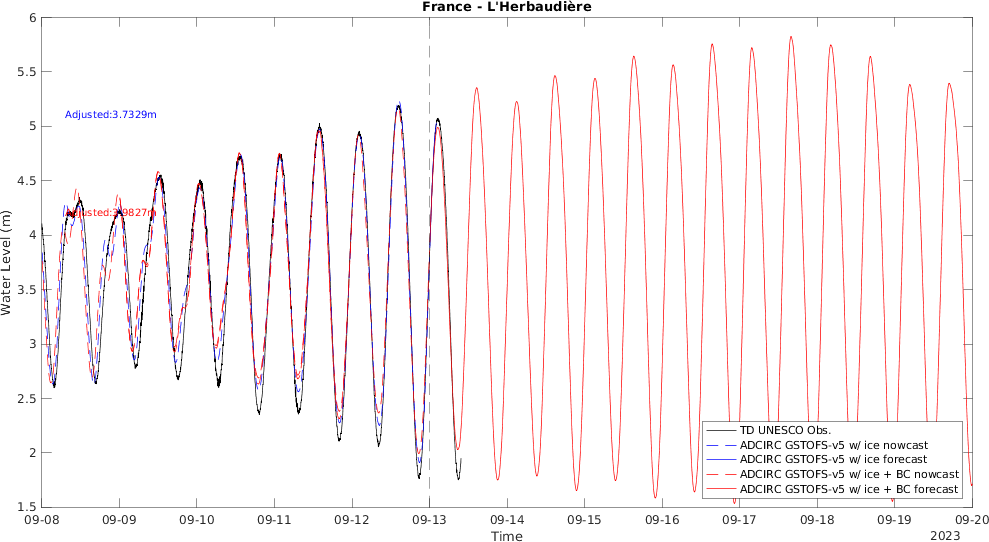 France - L'Herbaudière
6
5.5
5
4.5
4
3.5
3
2.5
2
1.5
Water Level (m)
Adjusted:3.7329m
Adjusted:3.9827m
TD UNESCO Obs.
ADCIRC GSTOFS-v5 w/ ice nowcast
ADCIRC GSTOFS-v5 w/ ice forecast
ADCIRC GSTOFS-v5 w/ ice + BC nowcast
ADCIRC GSTOFS-v5 w/ ice + BC forecast
09-08 09-09 09-10 09-11 09-12 09-13 09-14 09-15 09-16 09-17 09-18 09-19 09-20
Time
2023